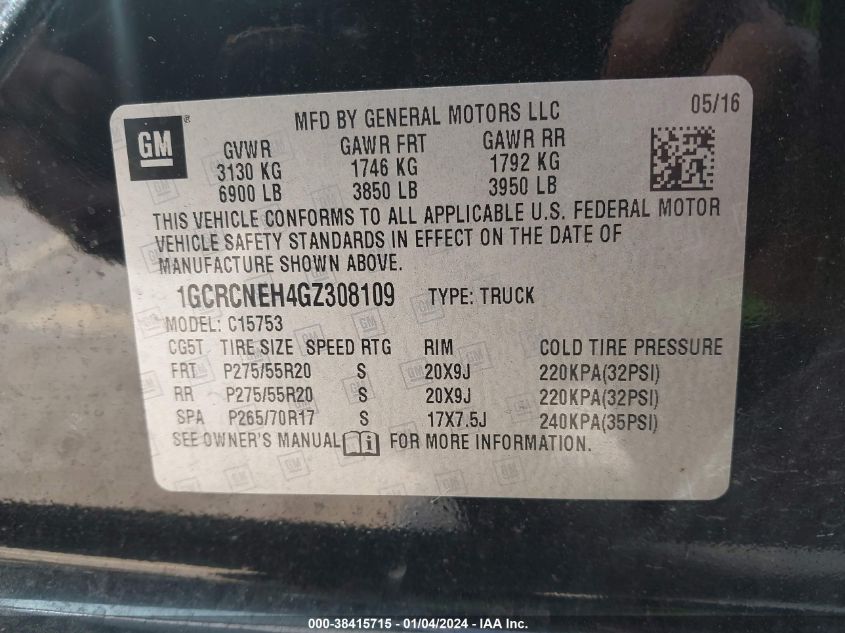 GM ®
MFD BY GENERAL MOTORS LLC 05/16
GVWR GAWR FRT GAWR RR
3130 KG 1746 KG 1792 KG
6900 LB 3850 LB 3950 LB
THIS VEHICLE CONFORMS TO ALL APPLICABLE U.S. FEDERAL MOTOR
VEHICLE SAFETY STANDARDS IN EFFECT ON THE DATE OF
MANUFACTURE SHOWN ABOVE.
1GCRCNEH4GZ308109 TYPE: TRUCK
MODEL: C15753
CG5T TIRE SIZE SPEED RTG RIM COLD TIRE PRESSURE
FRT P275/55R20 S 20X9J 220KPA(32PSI)
RR P275/55R20 S 20X9J 220KPA(32PSI)
SPA P265/70R17 S 17X7.5J 240KPA(35PSI)
SEE OWNER'S MANUAL i FOR MORE INFORMATION.
000-38415715 - 01/04/2024 - IAA Inc.